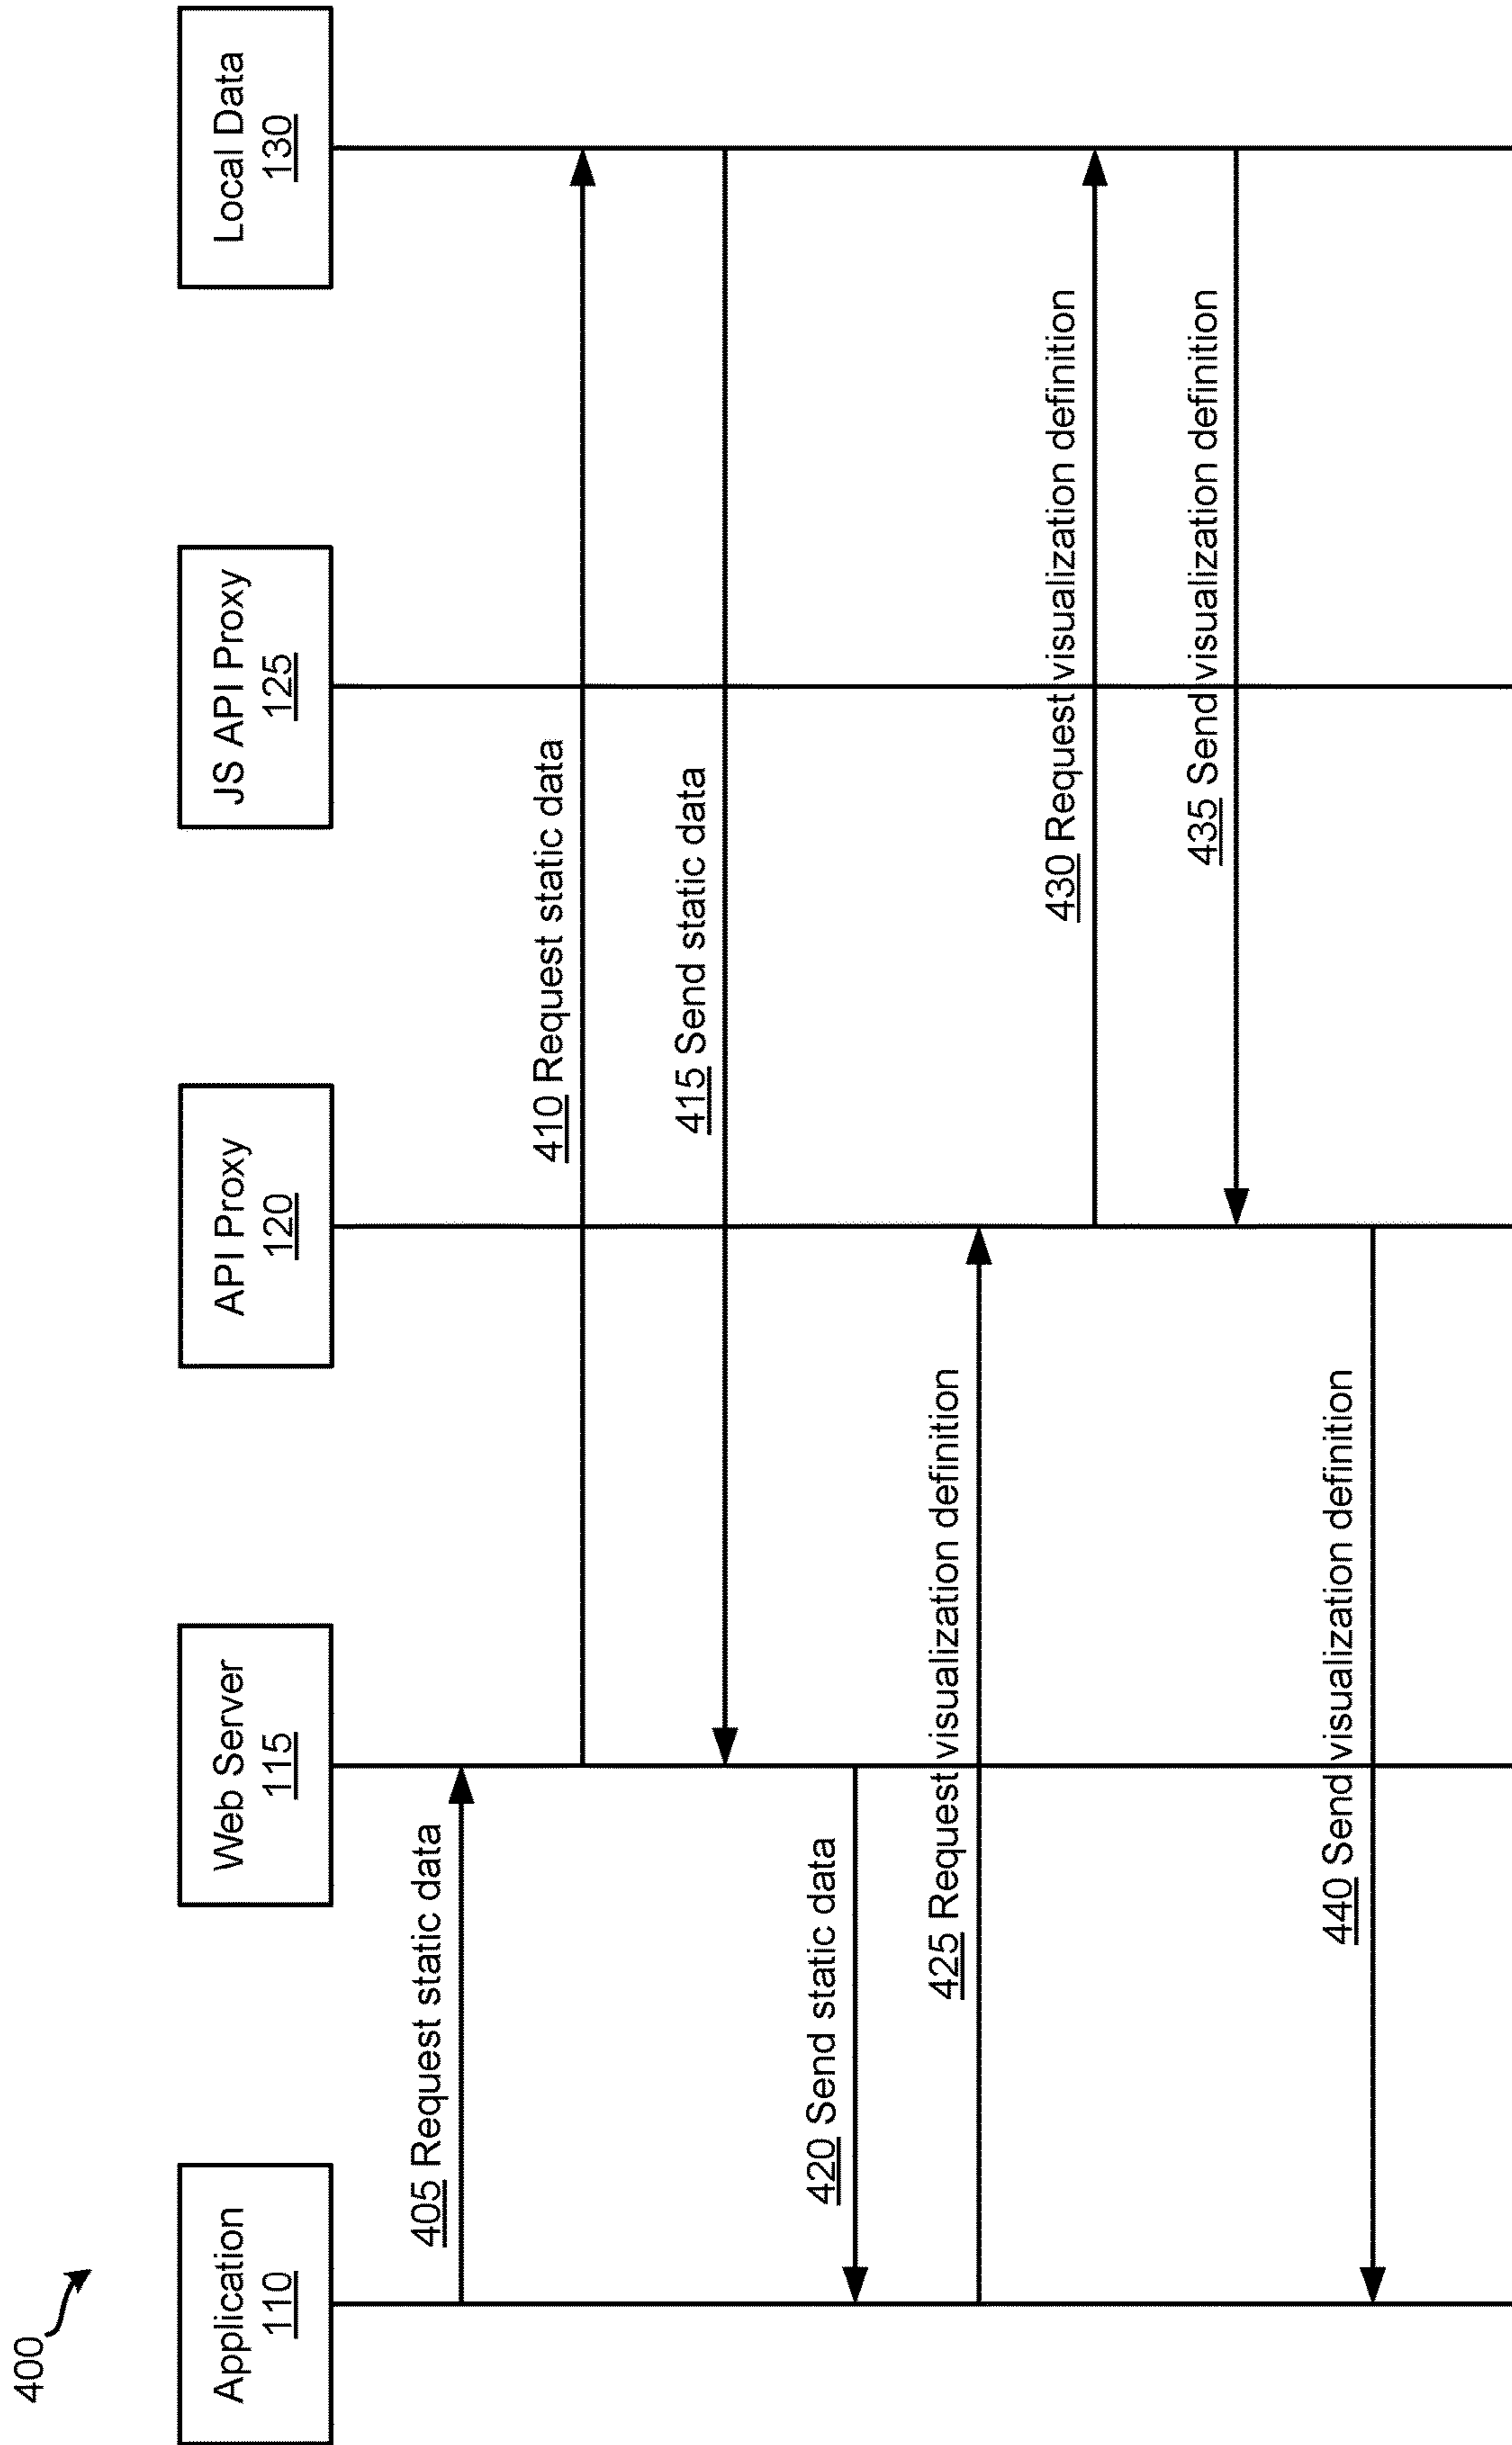 400
Application
110
Web Server
115
API Proxy
120
JS API Proxy
125
Local Data
130
405 Request static data
410 Request static data
415 Send static data
420 Send static data
425 Request visualization definition
430 Request visualization definition
435 Send visualization definition
440 Send visualization definition